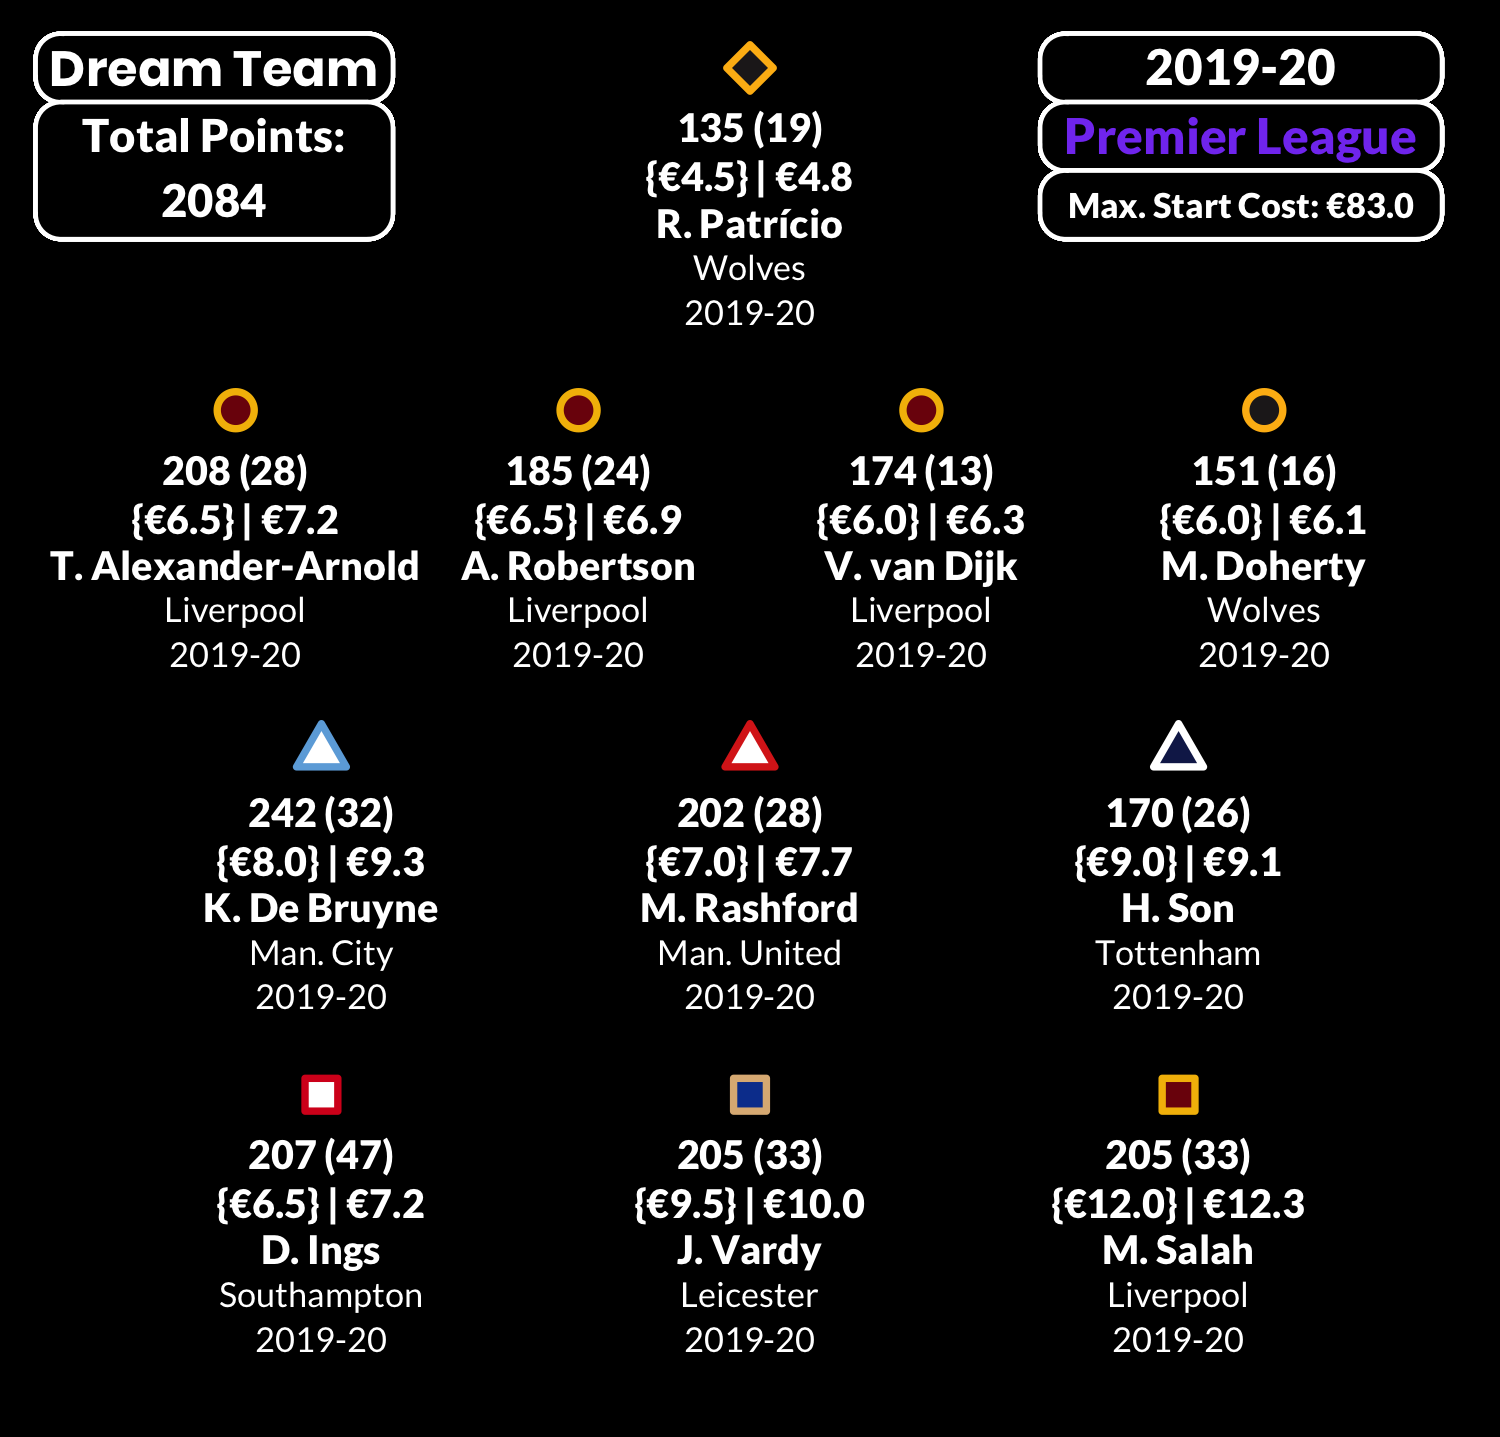 Dream Team
Total Points:
2084
2019-20
Premier League
Max. Start Cost: €83.0
135 (19)
{€4.5} | €4.8
R. Patrício
Wolves
2019-20
208 (28)
{€6.5} | €7.2
T. Alexander-Arnold
Liverpool
2019-20
185 (24)
{€6.5} | €6.9
A. Robertson
Liverpool
2019-20
174 (13)
{€6.0} | €6.3
V. van Dijk
Liverpool
2019-20
151 (16)
{€6.0} | €6.1
M. Doherty
Wolves
2019-20
242 (32)
{€8.0} | €9.3
K. De Bruyne
Man. City
2019-20
202 (28)
{€7.0} | €7.7
M. Rashford
Man. United
2019-20
170 (26)
{€9.0} | €9.1
H. Son
Tottenham
2019-20
207 (47)
{€6.5} | €7.2
D. Ings
Southampton
2019-20
205 (33)
{€9.5} | €10.0
J. Vardy
Leicester
2019-20
205 (33)
{€12.0} | €12.3
M. Salah
Liverpool
2019-20